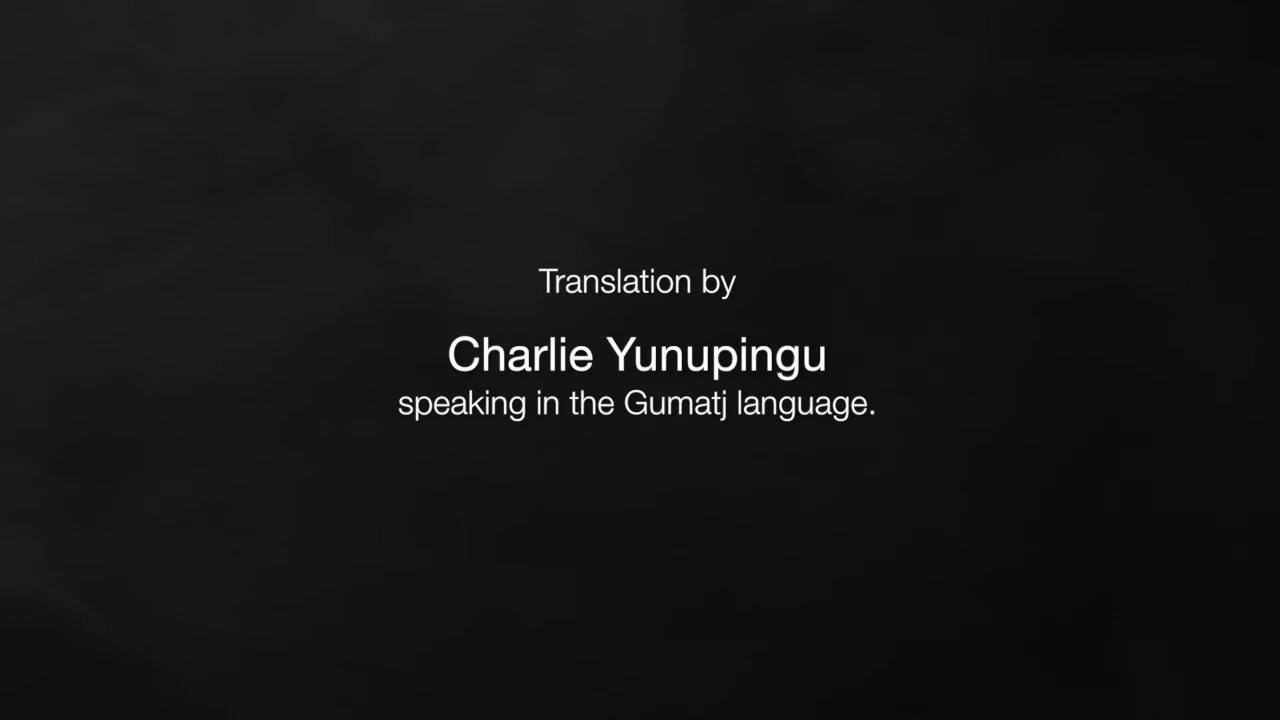 Translation by
Charlie Yunupingu
speaking in the Gumatj language.